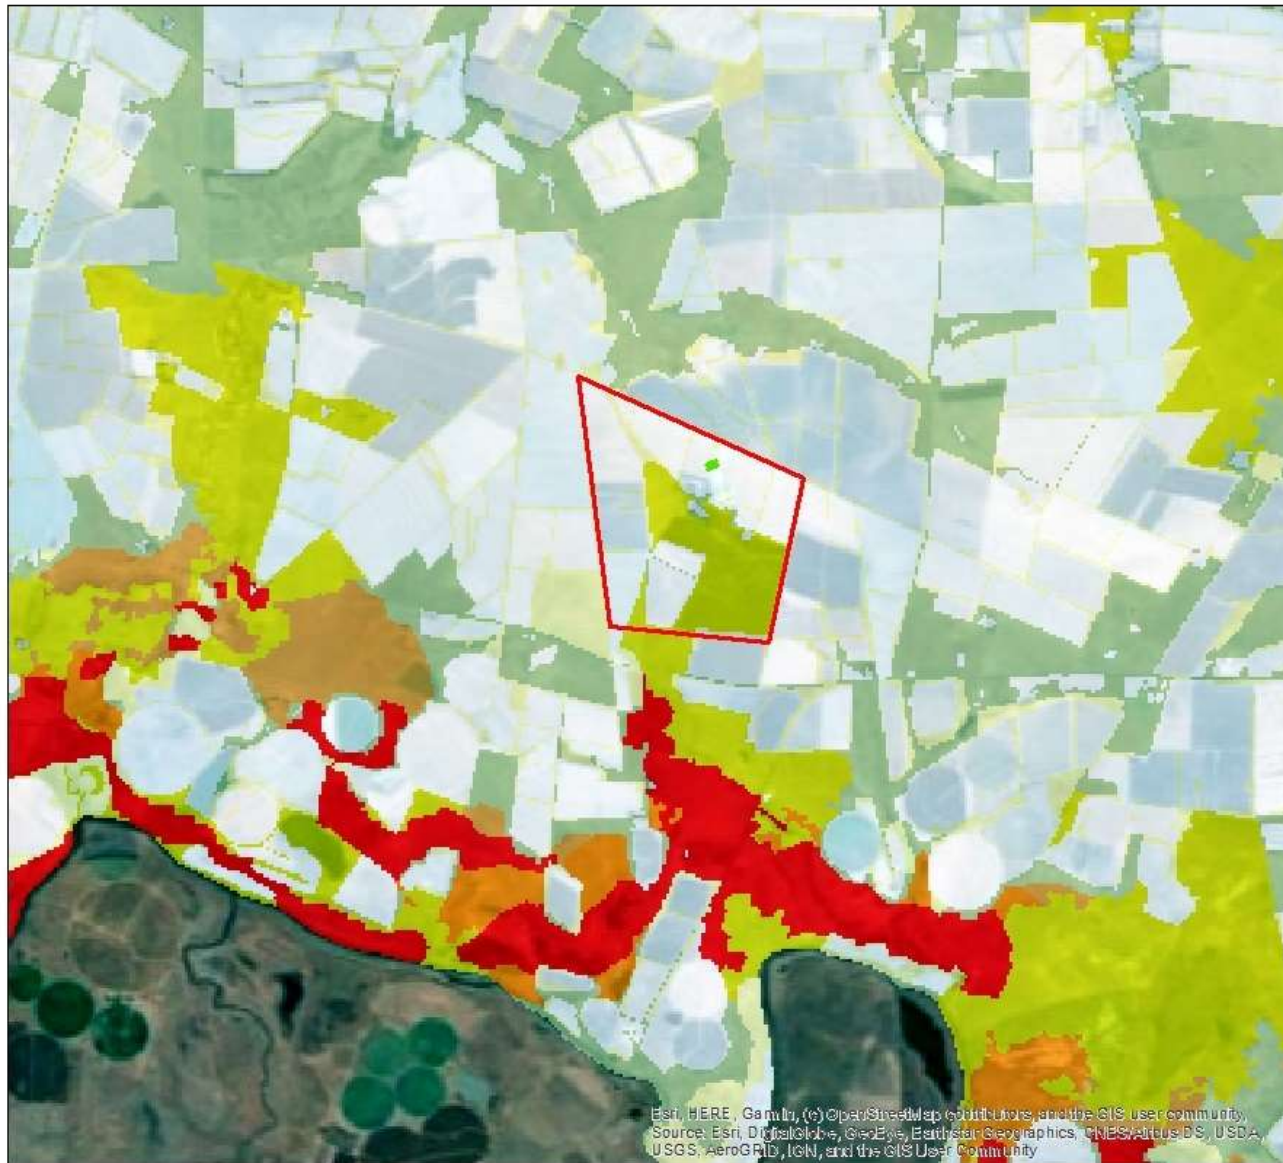 Esri, HERE, Garmin, (c) OpenStreetMap contributors, and the GIS user community,
Source: Esri, DigitalGlobe, GeoEye, Earthstar Geographics, CNES/Airbus DS, USDA,
USGS, AeroGRID, IGN, and the GIS User Community